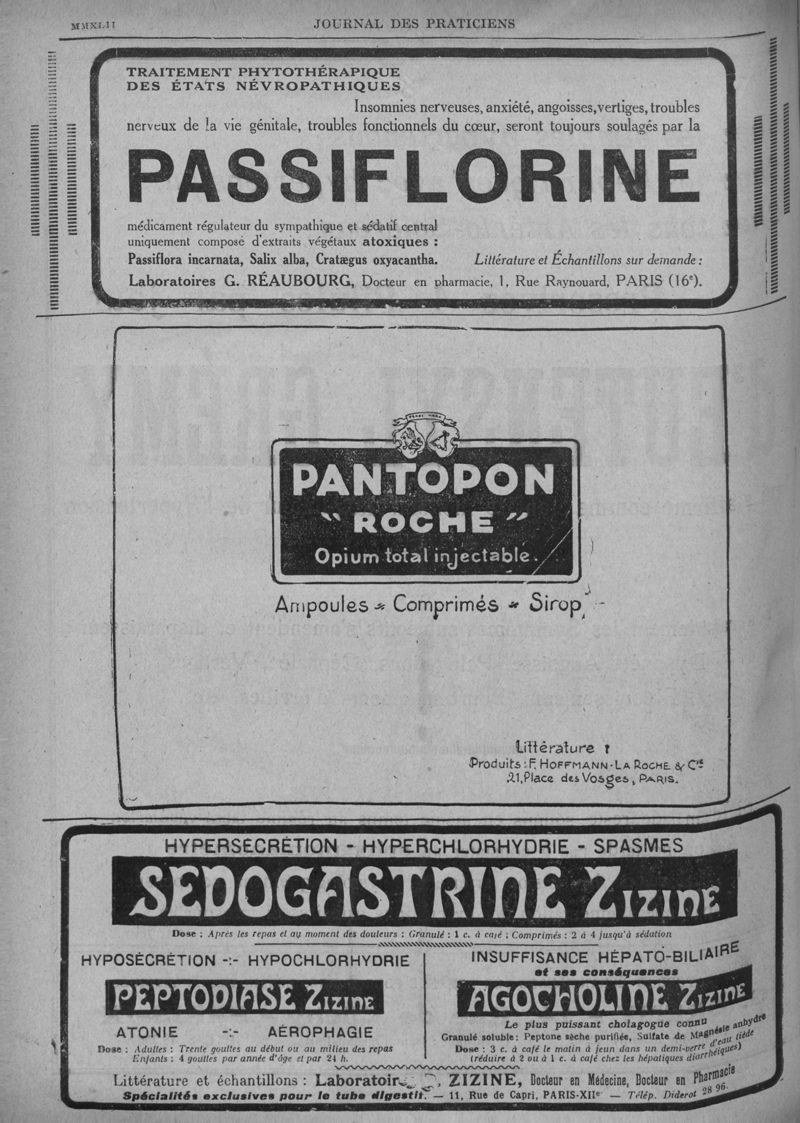 MMXLII
JOURNAL DES PRATICIENS
TRAITEMENT PHYTOTHÉRAPIQUE
DES ÉTATS NÉVROPATHIQUES
Insomnies nerveuses, anxiété, angoisses, vertiges, troubles
nerveux de la vie génitale, troubles fonctionnels du cœur, seront toujours soulagés par la
PASSIFLORINE
médicament régulateur du sympathique et sédatif central
uniquement composé d'extraits végétaux atoxiques :
Passiflora incarnata, Salix alba, Cratægus oxyacantha.
Littérature et Échantillons sur demande :
Laboratoires G. RÉAUBOURG, Docteur en pharmacie, 1, Rue Raynouard, PARIS (16e).
PANTOPON
"ROCHE"
Opium total injectable.
Ampoules - Comprimés - Sirop
Littérature
Produits : F. HOFFMANN-LA ROCHE & Cie
21, Place des Vosges, PARIS.
HYPERSÉCRÉTION - HYPERCHLORHYDRIE - SPASMES
SEDOGASTRINE ZIZINE
Dose : Après les repas et au moment des douleurs : Granulé : 1 c. à café ; Comprimés : 2 à 4 jusqu'à sédation
HYPOSÉCRÉTION -:- HYPOCHLORHYDRIE
PEPTODIASE ZIZINE
ATONIE -:- AÉROPHAGIE
Dose : Adultes : Trente gouttes au début ou au milieu des repas
Enfants : 4 gouttes par année d'âge et par 24 h.
INSUFFISANCE HÉPATO-BILIAIRE
et ses conséquences
AGOCHOLINE ZIZINE
Le plus puissant cholagogue connu
Granulé soluble : Peptone sèche purifiée, Sulfate de Magnésie anhydre
Dose : 3 c. à café le matin à jeun dans un demi-verre d'eau tiède
(réduire à 2 ou à 1 c. à café chez les hépatiques diarrhéiques)
Littérature et échantillons : ZIZINE, Docteur en Médecine, Docteur en Pharmacie
Spécialités exclusives pour le tube digestif. — 11, Rue de Capri, PARIS-XIIe — Télép. Diderot 28 96.